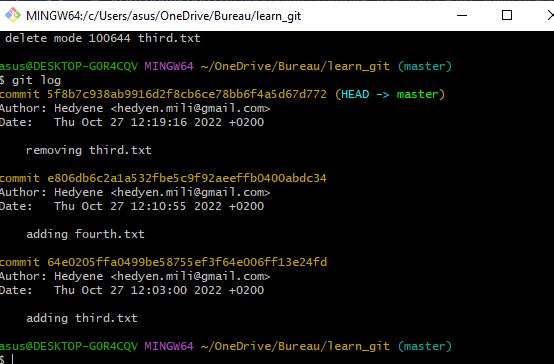 MINGW64:/c/Users/asus/OneDrive/Bureau/learn_git
delete mode 100644 third.txt
asus@DESKTOP-GOR4CQV MINGW64 ~/OneDrive/Bureau/learn_git (master)
$ git log
commit 5f8b7c938ab9916d2f8cb6ce78bb6f4a5d67d772 (HEAD -> master)
Author: Hedyene <hedyen.mili@gmail.com>
Date:   Thu Oct 27 12:19:16 2022 +0200
    removing third.txt
commit e806db6c2a1a532fbe5c9f92aeeffb0400abdc34
Author: Hedyene <hedyen.mili@gmail.com>
Date:   Thu Oct 27 12:10:55 2022 +0200
    adding fourth.txt
commit 64e0205ffa0499be58755ef3f64e006ff13e24fd
Author: Hedyene <hedyen.mili@gmail.com>
Date:   Thu Oct 27 12:03:00 2022 +0200
    adding third.txt
asus@DESKTOP-GOR4CQV MINGW64 ~/OneDrive/Bureau/learn_git (master)
$